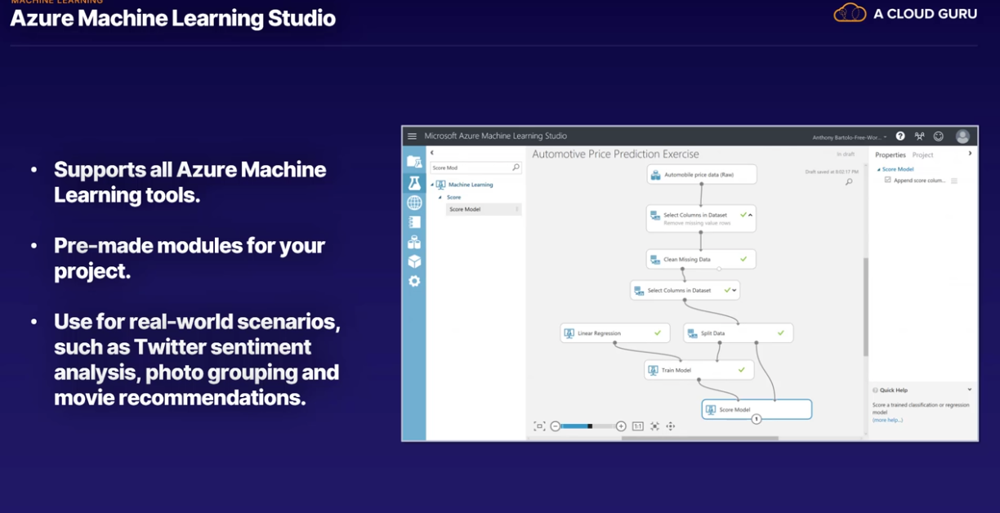 MACHINE LEARNING
Azure Machine Learning Studio
A CLOUD GURU
• Supports all Azure Machine
Learning tools.
• Pre-made modules for your
project.
• Use for real-world scenarios,
such as Twitter sentiment
analysis, photo grouping and
movie recommendations.
Microsoft Azure Machine Learning Studio
Anthony Bartolo-Free-Wor...
Score Mod
Machine Learning
Score
Score Model
Automotive Price Prediction Exercise
In draft
Draft saved at 8:02:17 PM
Automobile price data (Raw)
Select Columns in Dataset
Remove missing value rows
Clean Missing Data
Select Columns in Dataset
Linear Regression
Split Data
Train Model
Score Model
1
1:1
Properties Project
Score Model
Append score colum...
Quick Help
Score a trained classification or regression
model
(more help...)